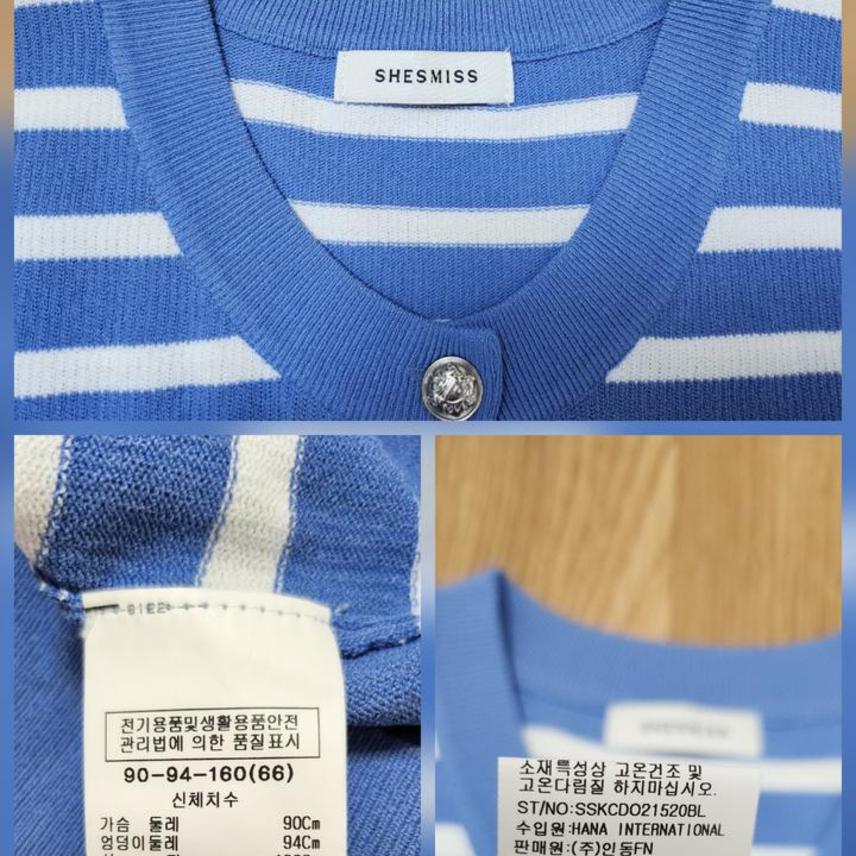 SHESMISS
전기용품및생활용품안전
관리법에 의한 품질표시
90-94-160(66)
신체치수
가슴 둘레 90Cm
엉덩이둘레 94Cm
소재특성상 고온건조 및
고온다림질 하지마십시오.
ST/NO:SSKCDO21520BL
수입원:HANA INTERNATIONAL
판매원:(주)인동FN